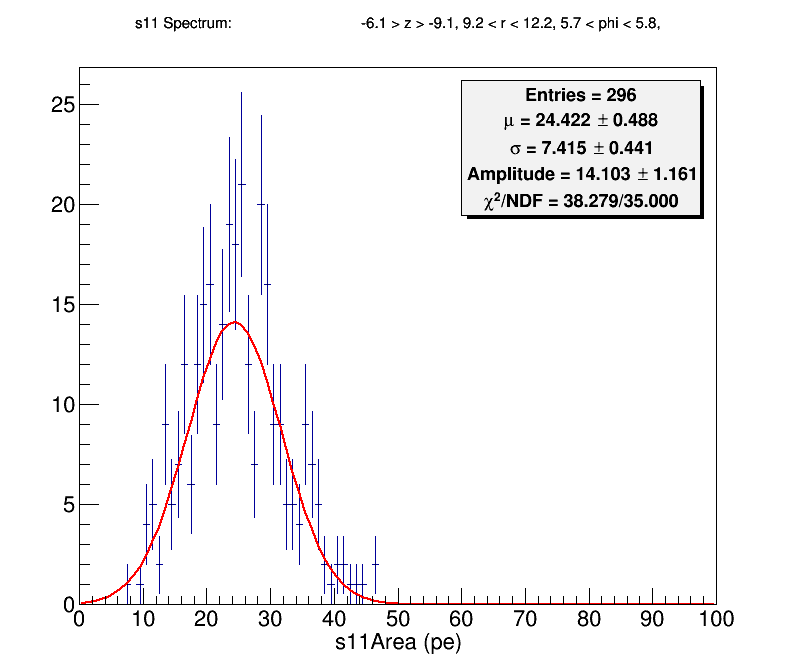 s11 Spectrum: -6.1 > z > -9.1, 9.2 < r < 12.2, 5.7 < phi < 5.8,
Entries = 296
μ = 24.422 ± 0.488
σ = 7.415 ± 0.441
Amplitude = 14.103 ± 1.161
χ²/NDF = 38.279/35.000
25
20
15
10
5
0
0 10 20 30 40 50 60 70 80 90 100
s11Area (pe)